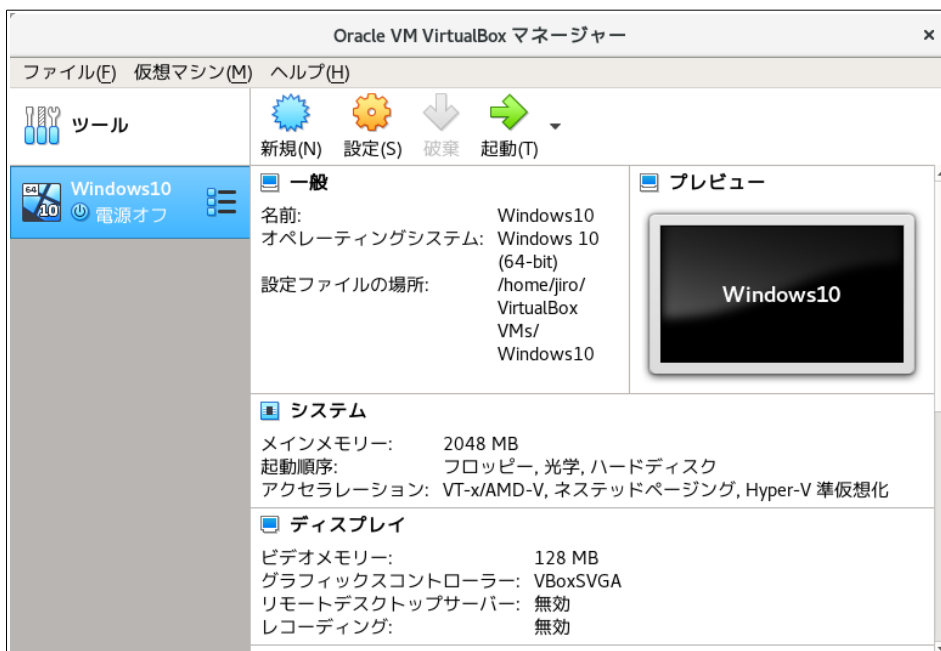 Oracle VM VirtualBox マネージャー
ファイル(F) 仮想マシン(M) ヘルプ(H)
ツール
新規(N) 設定(S) 破棄 起動(T)
64
10
Windows10
電源オフ
一般
名前: Windows10
オペレーティングシステム: Windows 10
(64-bit)
設定ファイルの場所: /home/jiro/
VirtualBox
VMs/
Windows10
プレビュー
Windows10
システム
メインメモリー: 2048 MB
起動順序: フロッピー, 光学, ハードディスク
アクセラレーション: VT-x/AMD-V, ネステッドページング, Hyper-V 準仮想化
ディスプレイ
ビデオメモリー: 128 MB
グラフィックスコントローラー: VBoxSVGA
リモートデスクトップサーバー: 無効
レコーディング: 無効